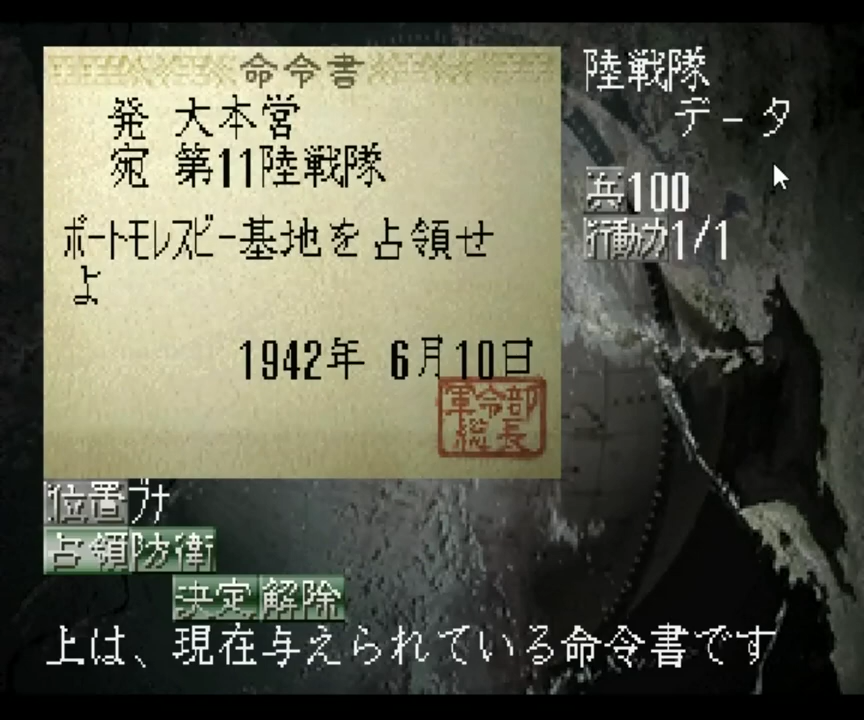 命令書
発 大本営
宛 第11陸戦隊
ポートモレスビー基地を占領せ
よ
1942年 6月10日
軍令部
総長
陸戦隊
データ
兵100
行動力1/1
位置ブナ
占領防衛
決定解除
上は、現在与えられている命令書です